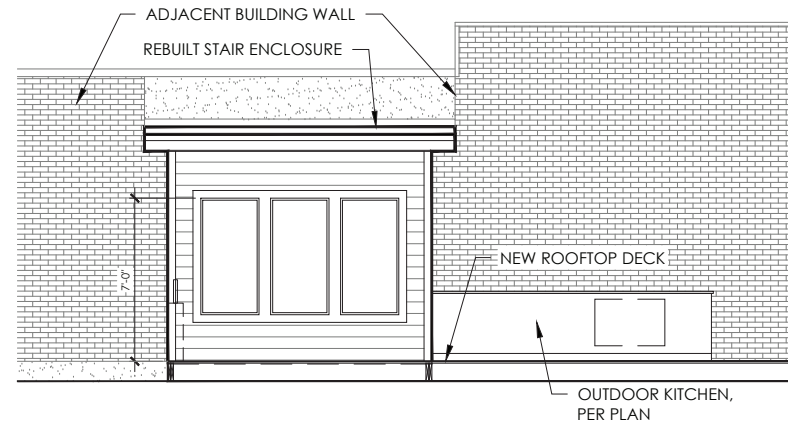 ADJACENT BUILDING WALL
REBUILT STAIR ENCLOSURE
7'-0"
NEW ROOFTOP DECK
OUTDOOR KITCHEN,
PER PLAN